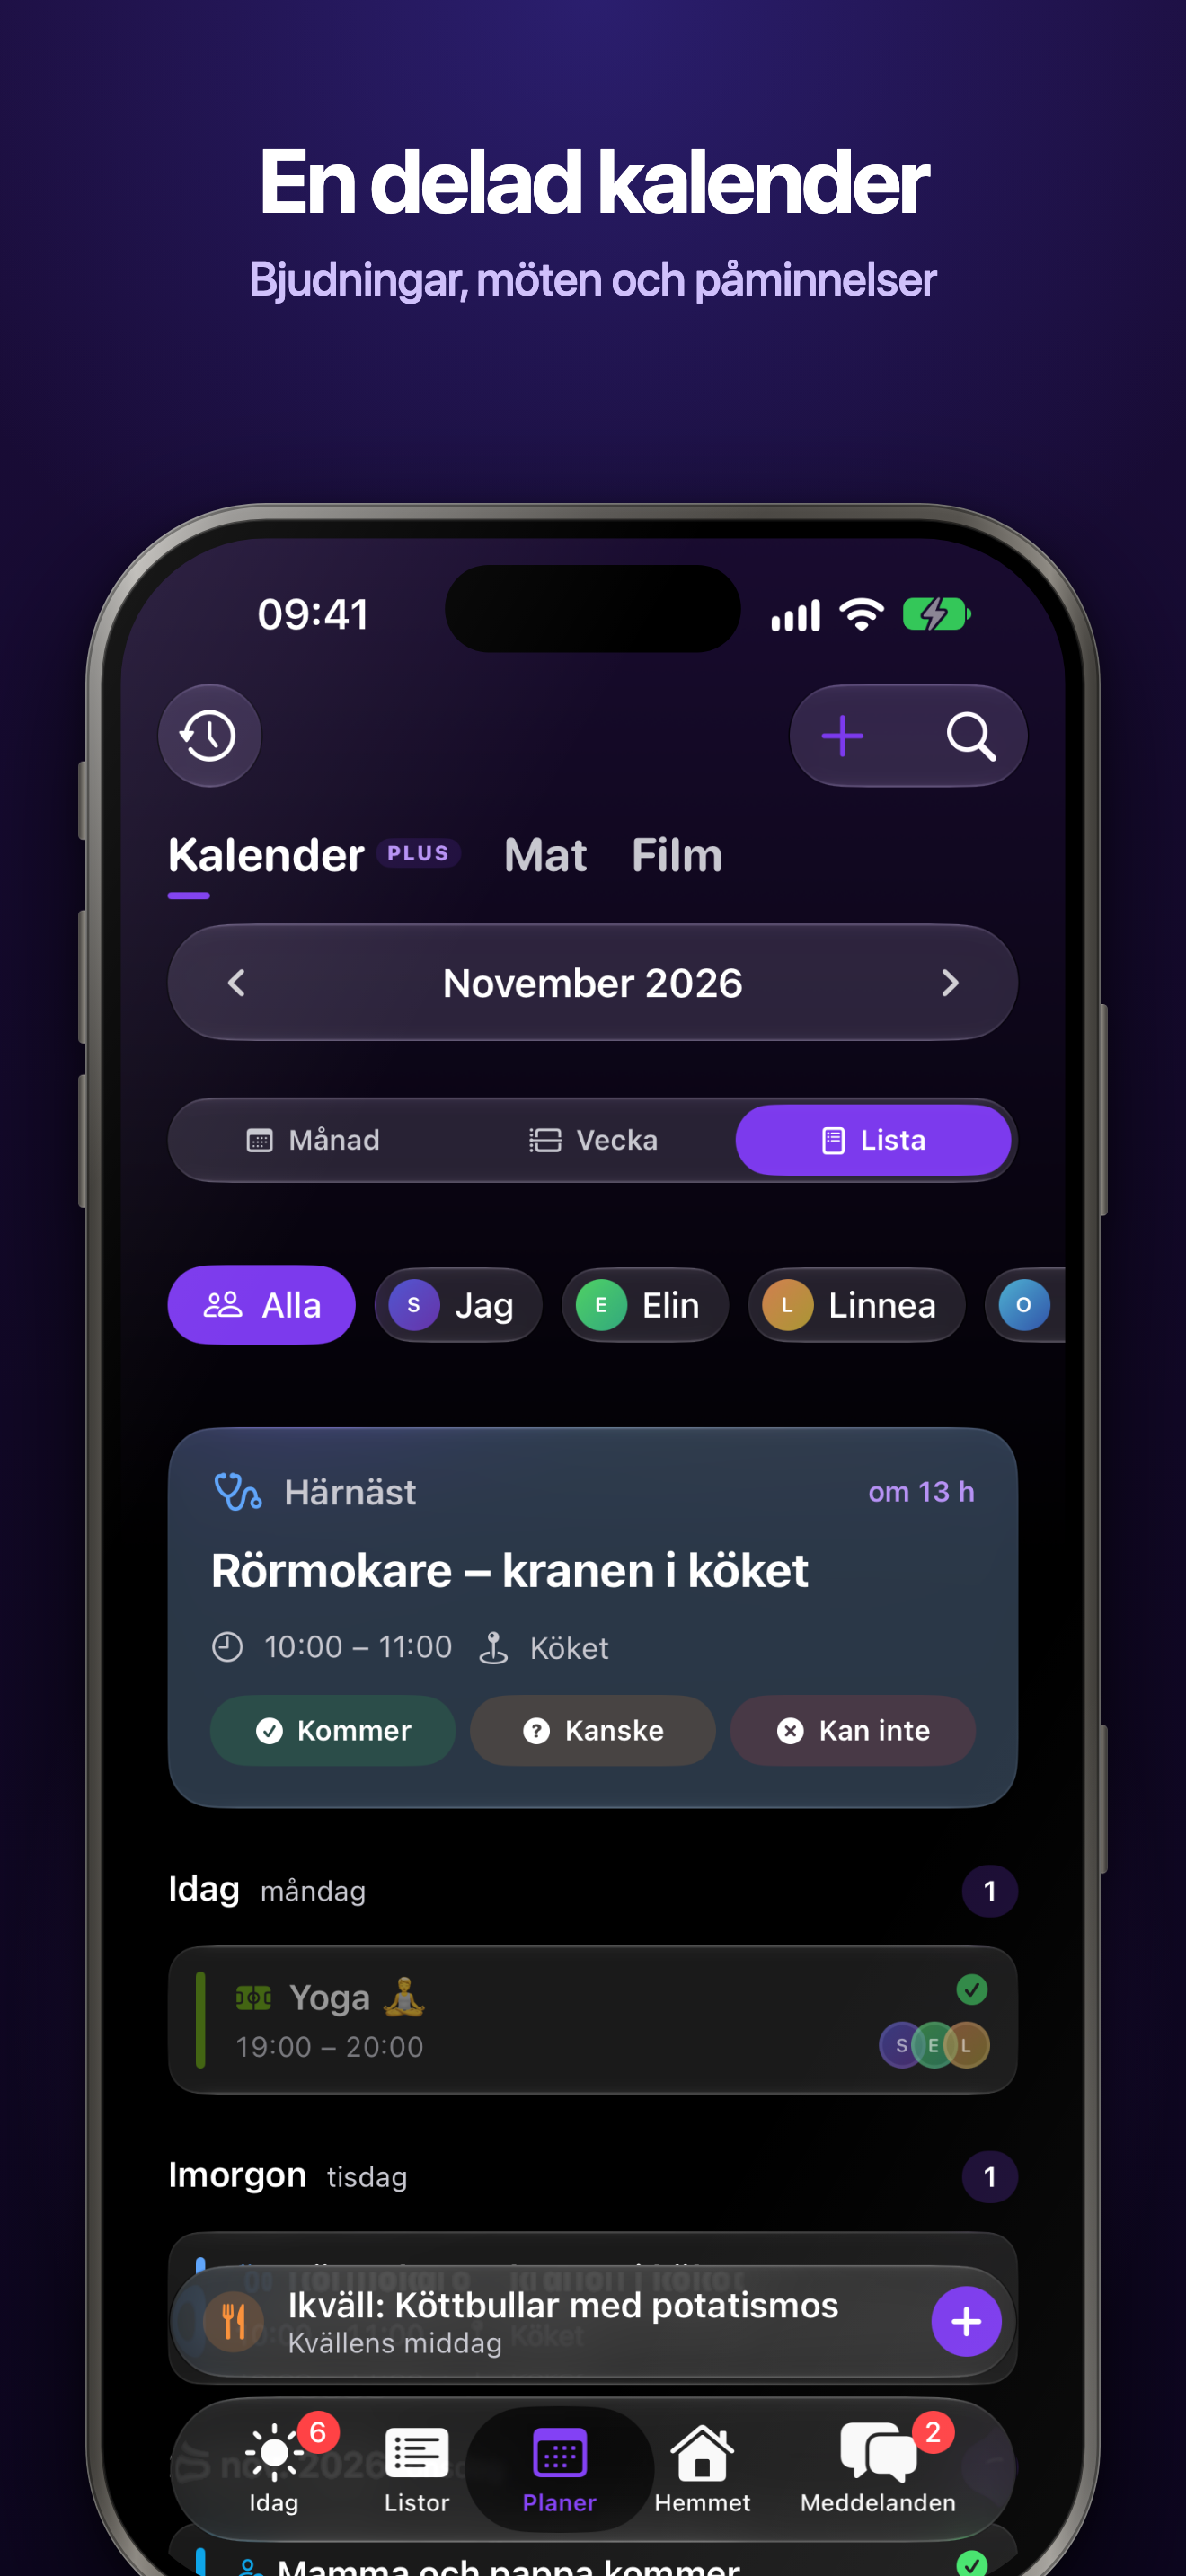 En delad kalender
Bjudningar, möten och påminnelser
09:41
Kalender PLUS Mat Film
November 2026
Månad Vecka Lista
Alla S Jag E Elin L Linnea O
Härnäst om 13 h
Rörmokare – kranen i köket
10:00 – 11:00 Köket
Kommer Kanske Kan inte
Idag måndag 1
Yoga
19:00 – 20:00 S E L
Imorgon tisdag 1
Ikväll: Köttbullar med potatismos
Kvällens middag
6 2
Idag Listor Planer Hemmet Meddelanden
Mamma och pappa kommer